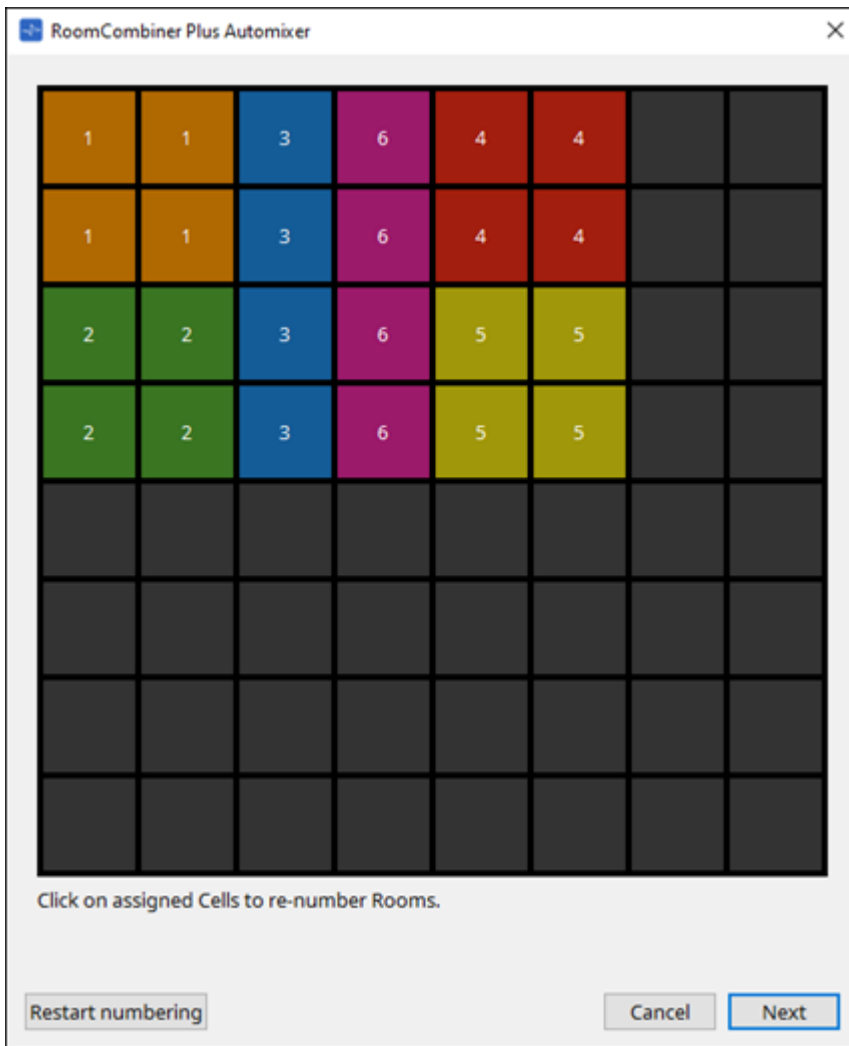 RoomCombiner Plus Automixer
1 1 3 6 4 4
1 1 3 6 4 4
2 2 3 6 5 5
2 2 3 6 5 5
Click on assigned Cells to re-number Rooms.
Restart numbering Cancel Next